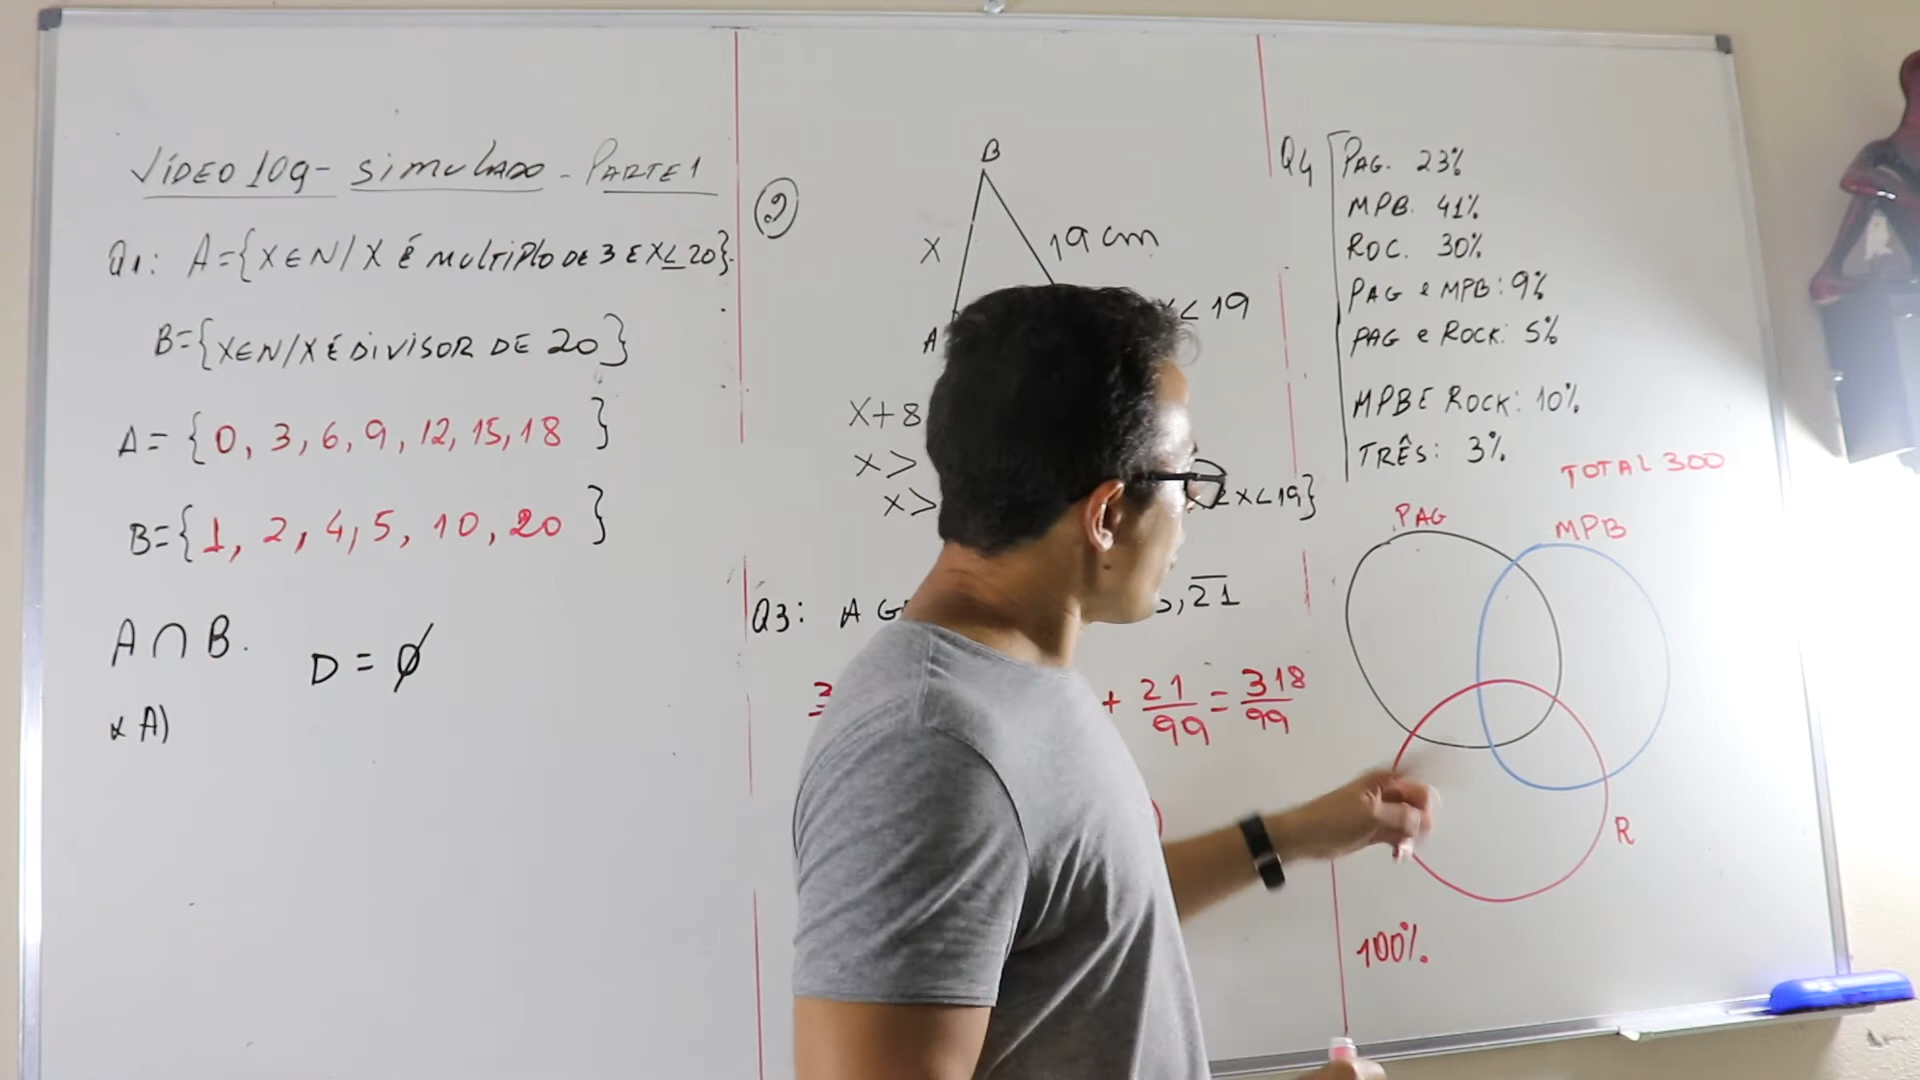 VÍDEO 109 - SIMULADO - PARTE 1
Q1: A={X∈N/ X É MULTIPLO DE 3 E X≤20}.
B={X∈N/X É DIVISOR DE 20}
A= {0, 3, 6, 9, 12, 15, 18 }
B={1, 2, 4, 5, 10, 20 }
A∩B. D = ∅
x A)
2
B
X
19 cm
A
< 19
X+8
X>
X>
X<19}
Q3: A G ,21̅
3 + 21/99 = 318/99
Q4 PAG. 23%
MPB. 41%
ROC. 30%
PAG e MPB: 9%
PAG e ROCK: 5%
MPB E ROCK: 10%
TRÊS: 3%
TOTAL 300
PAG
MPB
R
100%.